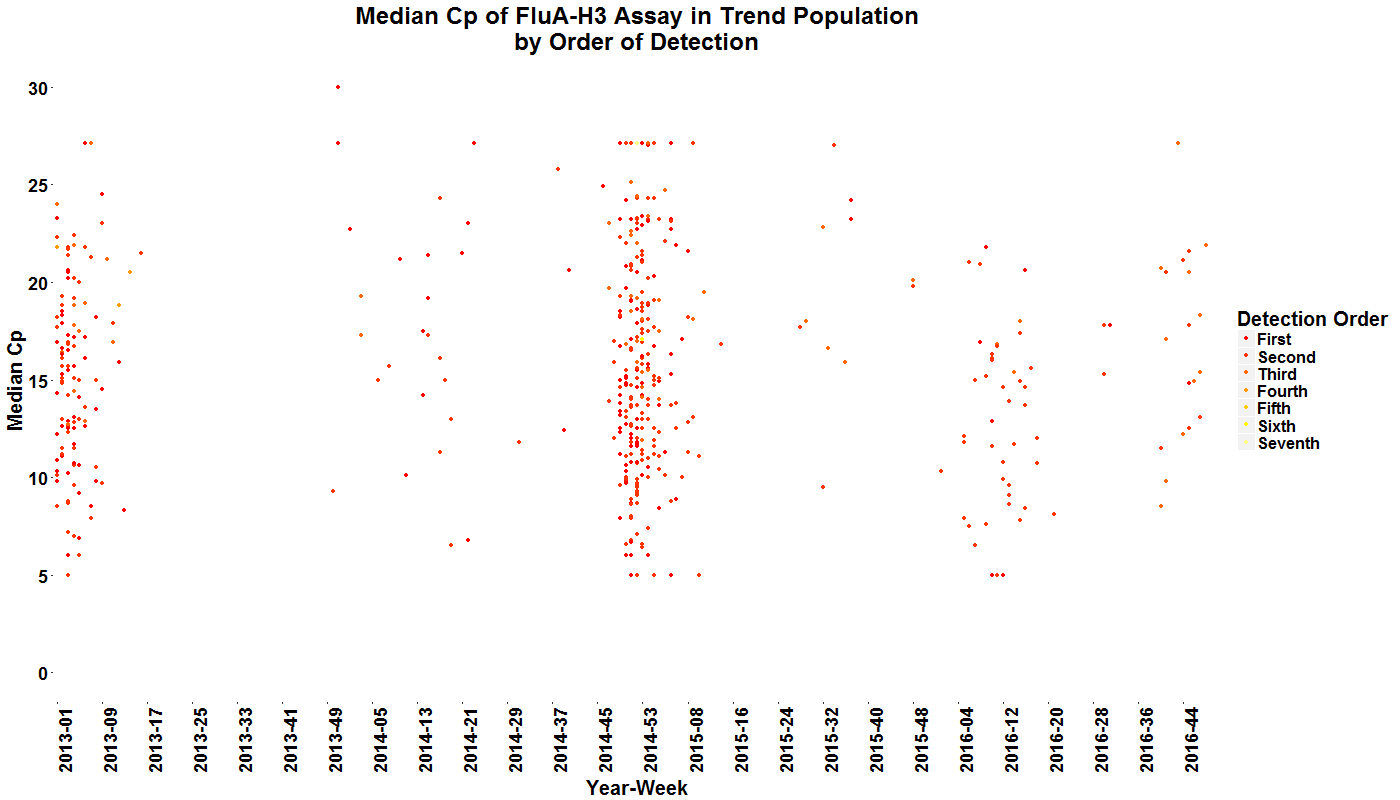 Median Cp of FluA-H3 Assay in Trend Population
by Order of Detection
Median Cp
30
25
20
15
10
5
0
2013-01
2013-09
2013-17
2013-25
2013-33
2013-41
2013-49
2014-05
2014-13
2014-21
2014-29
2014-37
2014-45
2014-53
2015-08
2015-16
2015-24
2015-32
2015-40
2015-48
2016-04
2016-12
2016-20
2016-28
2016-36
2016-44
Year-Week
Detection Order
First
Second
Third
Fourth
Fifth
Sixth
Seventh